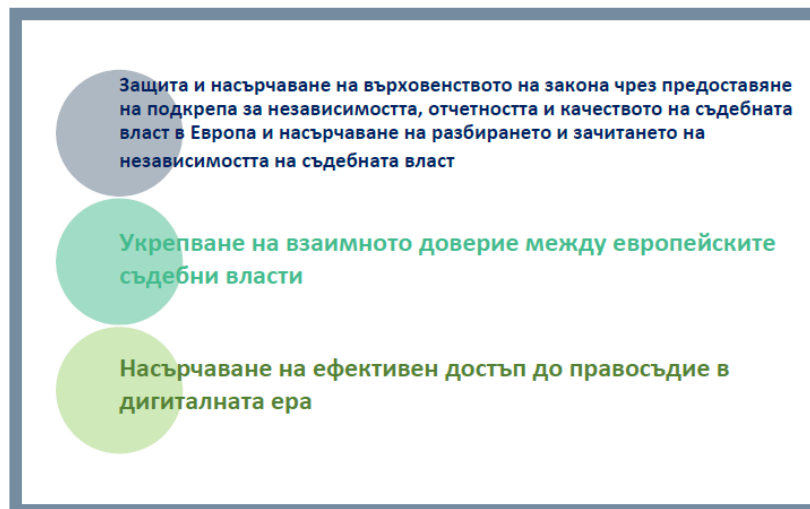 Защита и насърчаване на върховенството на закона чрез предоставяне
на подкрепа за независимостта, отчетността и качеството на съдебната
власт в Европа и насърчаване на разбирането и зачитането на
независимостта на съдебната власт
Укрепване на взаимното доверие между европейските
съдебни власти
Насърчаване на ефективен достъп до правосъдие в
дигиталната ера